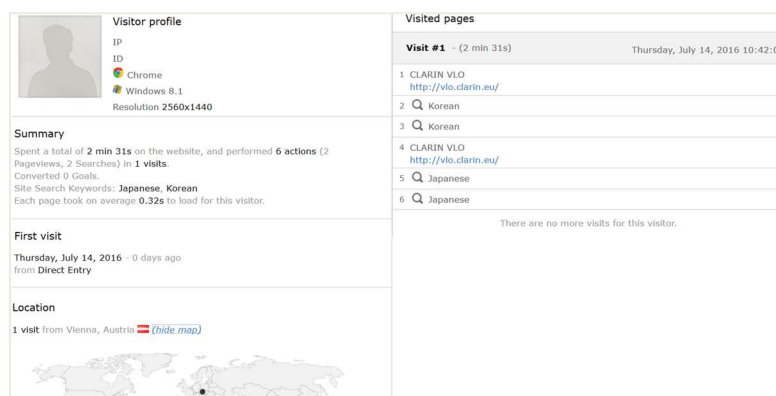 Visitor profile
IP
ID
Chrome
Windows 8.1
Resolution 2560x1440
Summary
Spent a total of 2 min 31s on the website, and performed 6 actions (2
Pageviews, 2 Searches) in 1 visits.
Converted 0 Goals.
Site Search Keywords: Japanese, Korean
Each page took on average 0.32s to load for this visitor.
First visit
Thursday, July 14, 2016 - 0 days ago
from Direct Entry
Location
1 visit from Vienna, Austria (hide map)
Visited pages
Visit #1 - (2 min 31s) Thursday, July 14, 2016 10:42:
1 CLARIN VLO
http://vlo.clarin.eu/
2 Korean
3 Korean
4 CLARIN VLO
http://vlo.clarin.eu/
5 Japanese
6 Japanese
There are no more visits for this visitor.